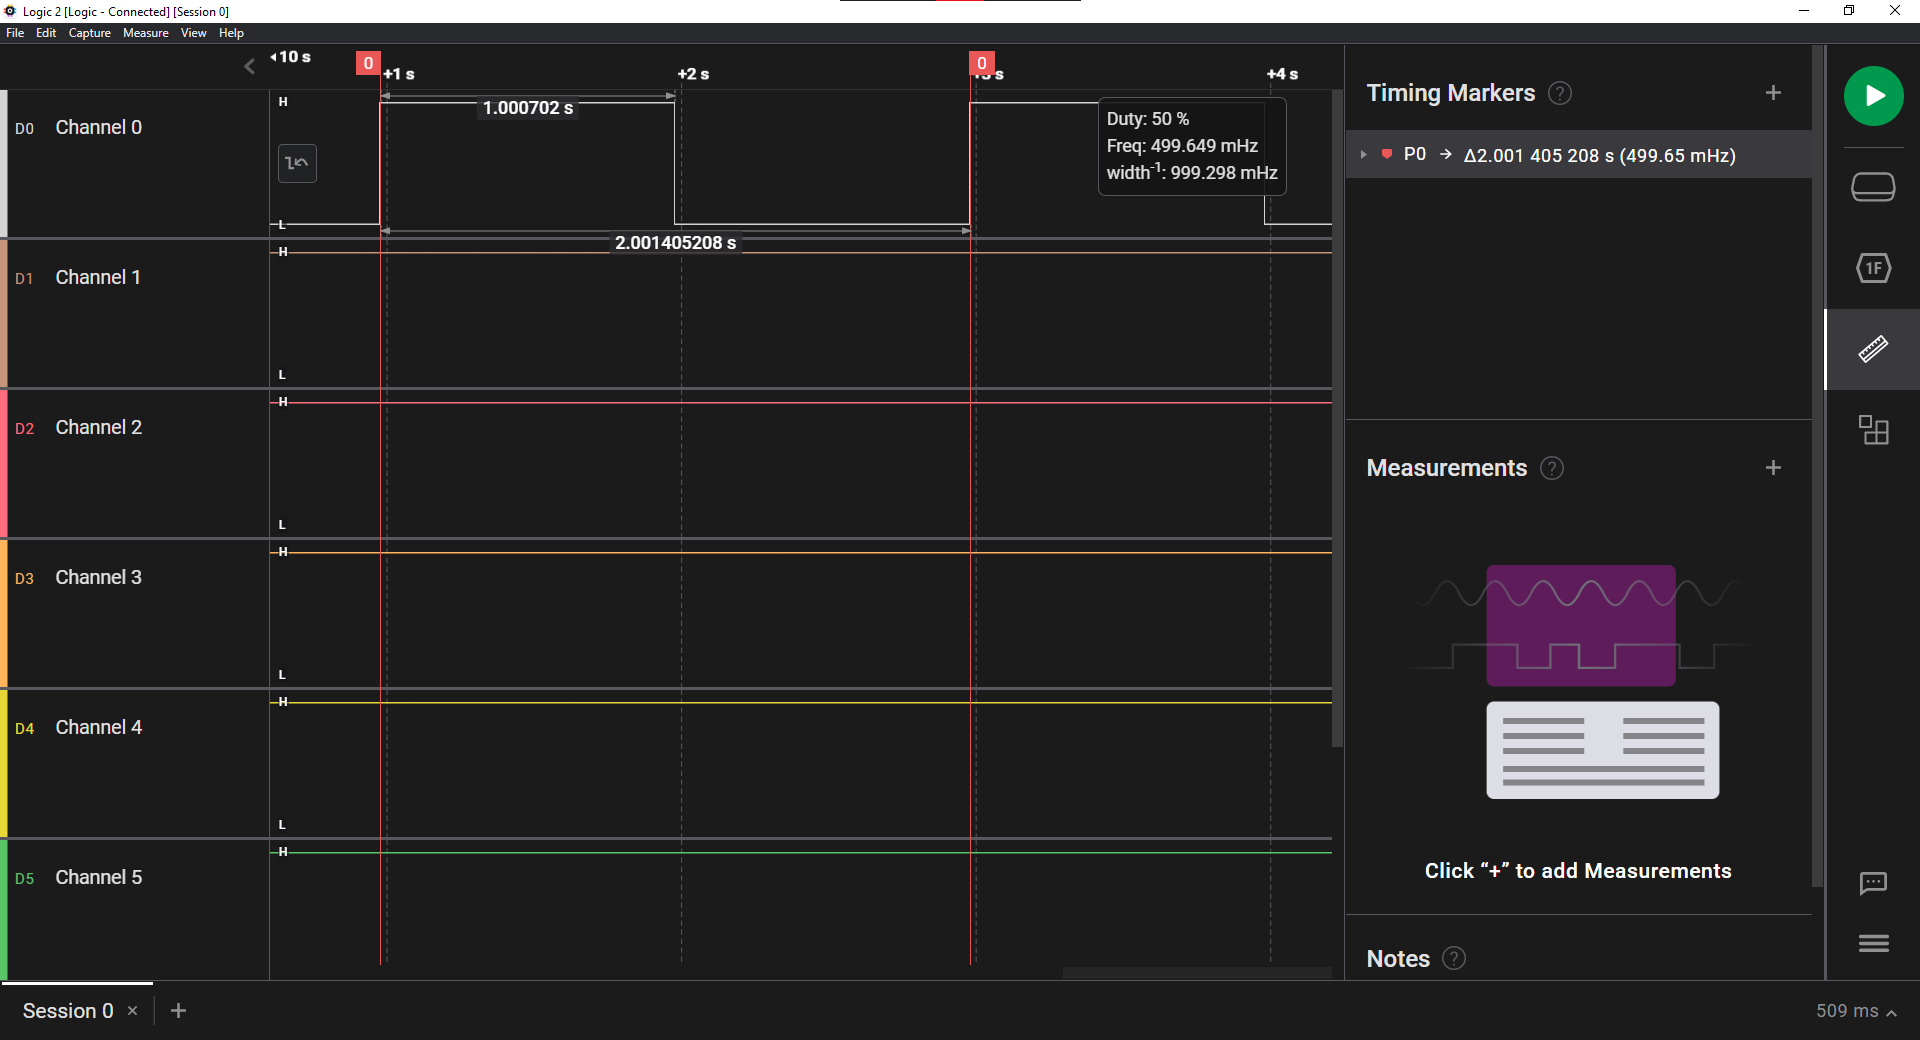 Logic 2 [Logic - Connected] [Session 0]
File Edit Capture Measure View Help
10 s
0 +1 s +2 s 0 s +4 s
D0 Channel 0
H
L
1.000702 s
2.001405208 s
Duty: 50 %
Freq: 499.649 mHz
width-1: 999.298 mHz
D1 Channel 1
H
L
D2 Channel 2
H
L
D3 Channel 3
H
L
D4 Channel 4
H
L
D5 Channel 5
H
Timing Markers ? +
P0 → Δ2.001 405 208 s (499.65 mHz)
Measurements ? +
Click “+” to add Measurements
Notes ?
1F
Session 0 × +
509 ms